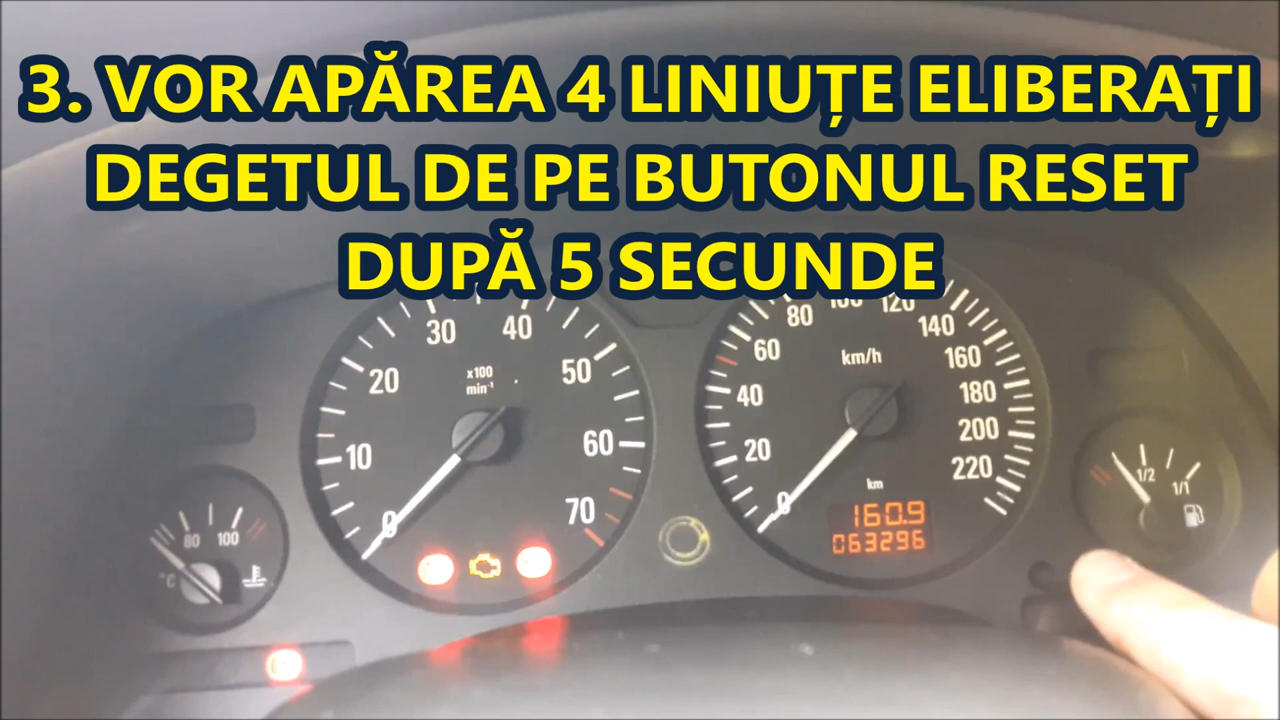 3. VOR APĂREA 4 LINIUȚE ELIBERAȚI
DEGETUL DE PE BUTONUL RESET
DUPĂ 5 SECUNDE
0 10 20 30 40 50 60 70
x100
min⁻¹
0 20 40 60 80 100 120 140 160 180 200 220
km/h
km
160.9
063296
80 100
°C
1/2 1/1